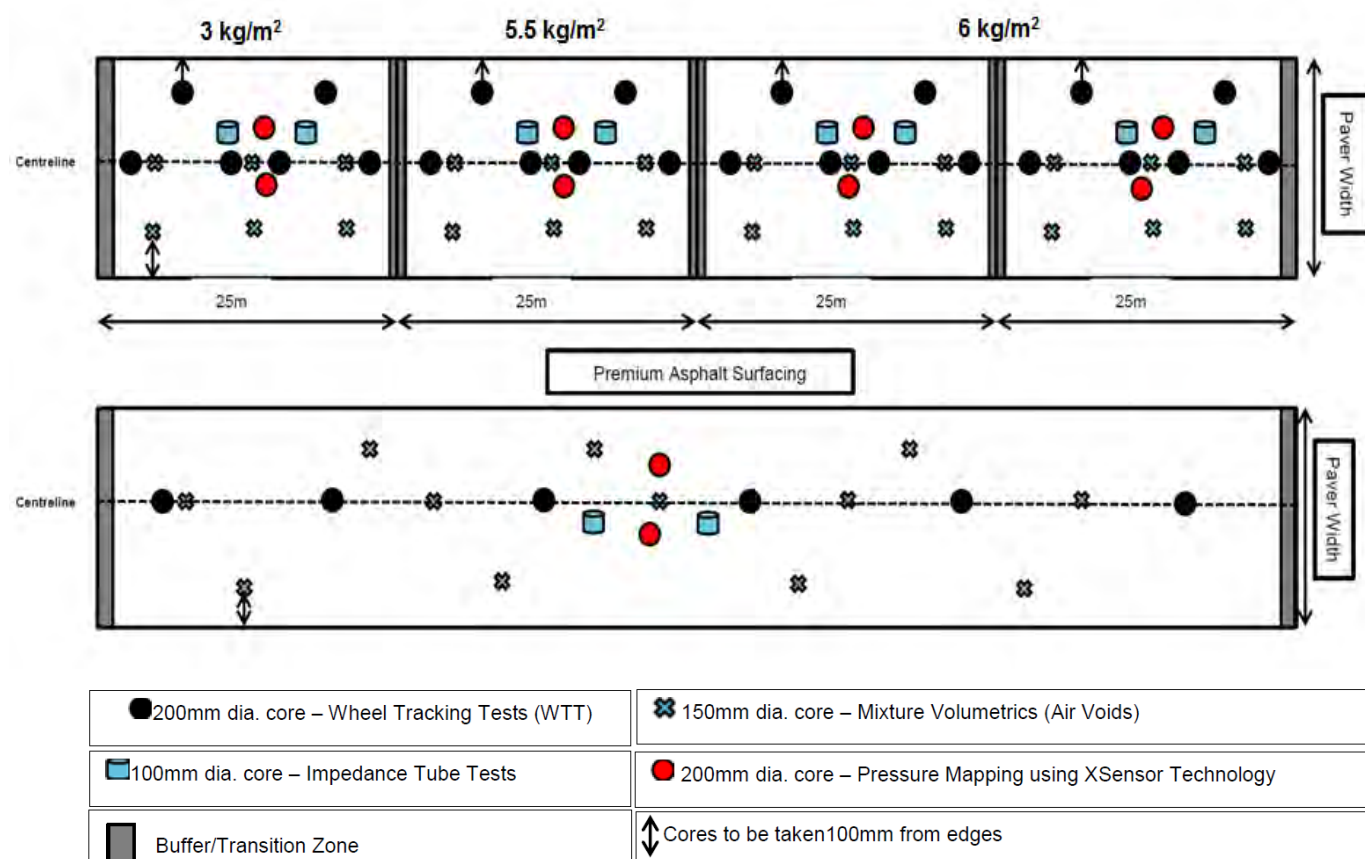 3 kg/m²
5.5 kg/m²
6 kg/m²
Centreline
Paver Width
25m
25m
25m
25m
Premium Asphalt Surfacing
Centreline
Paver Width
200mm dia. core – Wheel Tracking Tests (WTT)
150mm dia. core – Mixture Volumetrics (Air Voids)
100mm dia. core – Impedance Tube Tests
200mm dia. core – Pressure Mapping using XSensor Technology
Buffer/Transition Zone
Cores to be taken100mm from edges